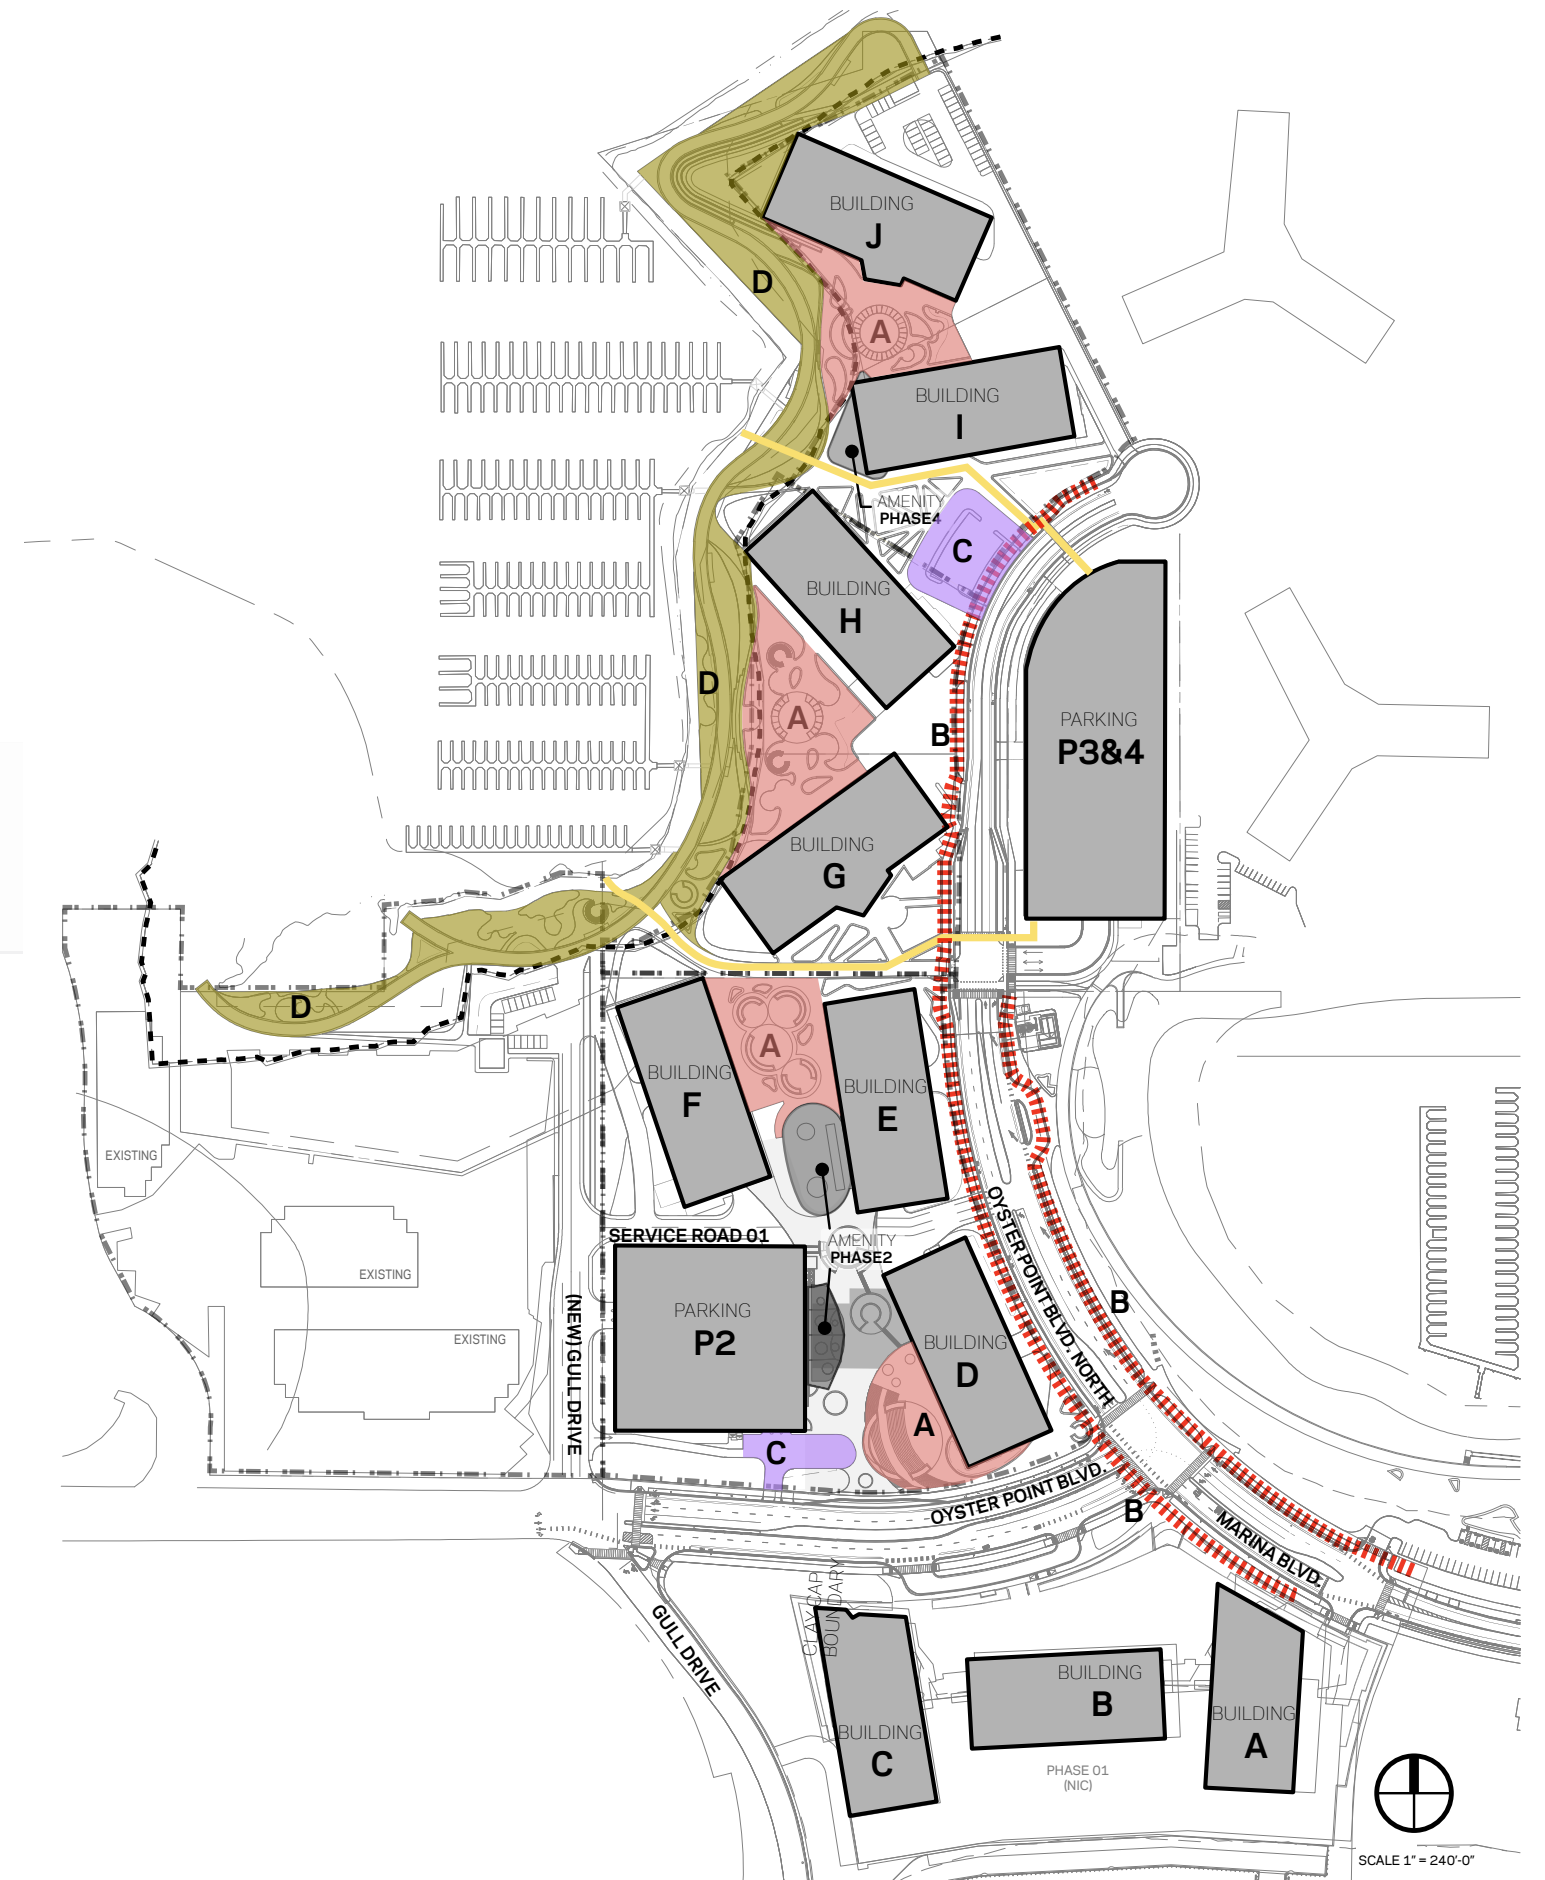 BUILDING
J
D
A
BUILDING
I
AMENITY
PHASE4
C
BUILDING
H
D
A
B
PARKING
P3&4
BUILDING
G
D
A
BUILDING
F
BUILDING
E
EXISTING
EXISTING
EXISTING
SERVICE ROAD 01
AMENITY
PHASE2
PARKING
P2
(NEW) GULL DRIVE
BUILDING
D
A
C
OYSTER POINT BLVD. NORTH
B
OYSTER POINT BLVD.
B
MARINA BLVD.
CLAY CAP
BOUNDARY
GULL DRIVE
BUILDING
C
BUILDING
B
BUILDING
A
PHASE 01
(NIC)
SCALE 1" = 240'-0"